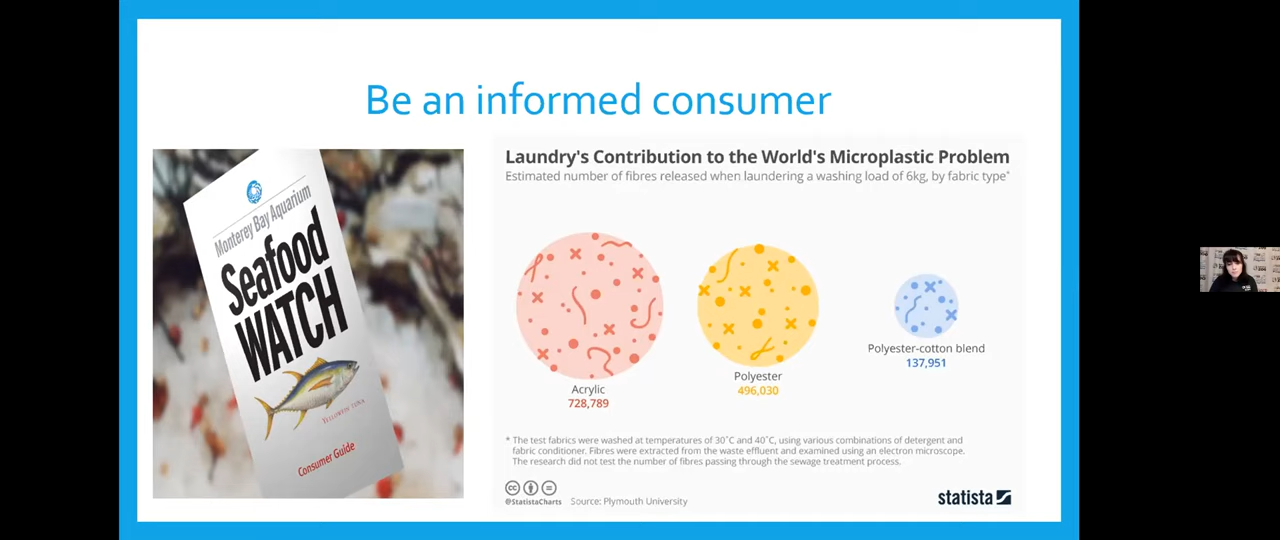 Be an informed consumer
Monterey Bay Aquarium
Seafood
WATCH
YELLOWFIN TUNA
Consumer Guide
Laundry's Contribution to the World's Microplastic Problem
Estimated number of fibres released when laundering a washing load of 6kg, by fabric type*
Acrylic
728,789
Polyester
496,030
Polyester-cotton blend
137,951
* The test fabrics were washed at temperatures of 30˚C and 40˚C, using various combinations of detergent and
fabric conditioner. Fibres were extracted from the waste effluent and examined using an electron microscope.
The research did not test the number of fibres passing through the sewage treatment process.
@StatistaCharts Source: Plymouth University
statista